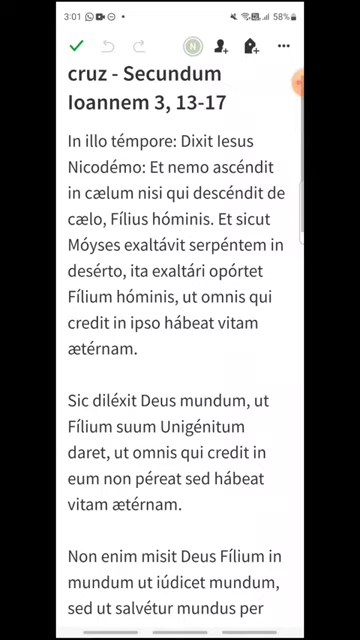 3:01 58%
N
cruz - Secundum
Ioannem 3, 13-17
In illo témpore: Dixit Iesus
Nicodémo: Et nemo ascéndit
in cælum nisi qui descéndit de
cælo, Fílius hóminis. Et sicut
Móyses exaltávit serpéntem in
desérto, ita exaltári opórtet
Fílium hóminis, ut omnis qui
credit in ipso hábeat vitam
ætérnam.
Sic diléxit Deus mundum, ut
Fílium suum Unigénitum
daret, ut omnis qui credit in
eum non péreat sed hábeat
vitam ætérnam.
Non enim misit Deus Fílium in
mundum ut iúdicet mundum,
sed ut salvétur mundus per